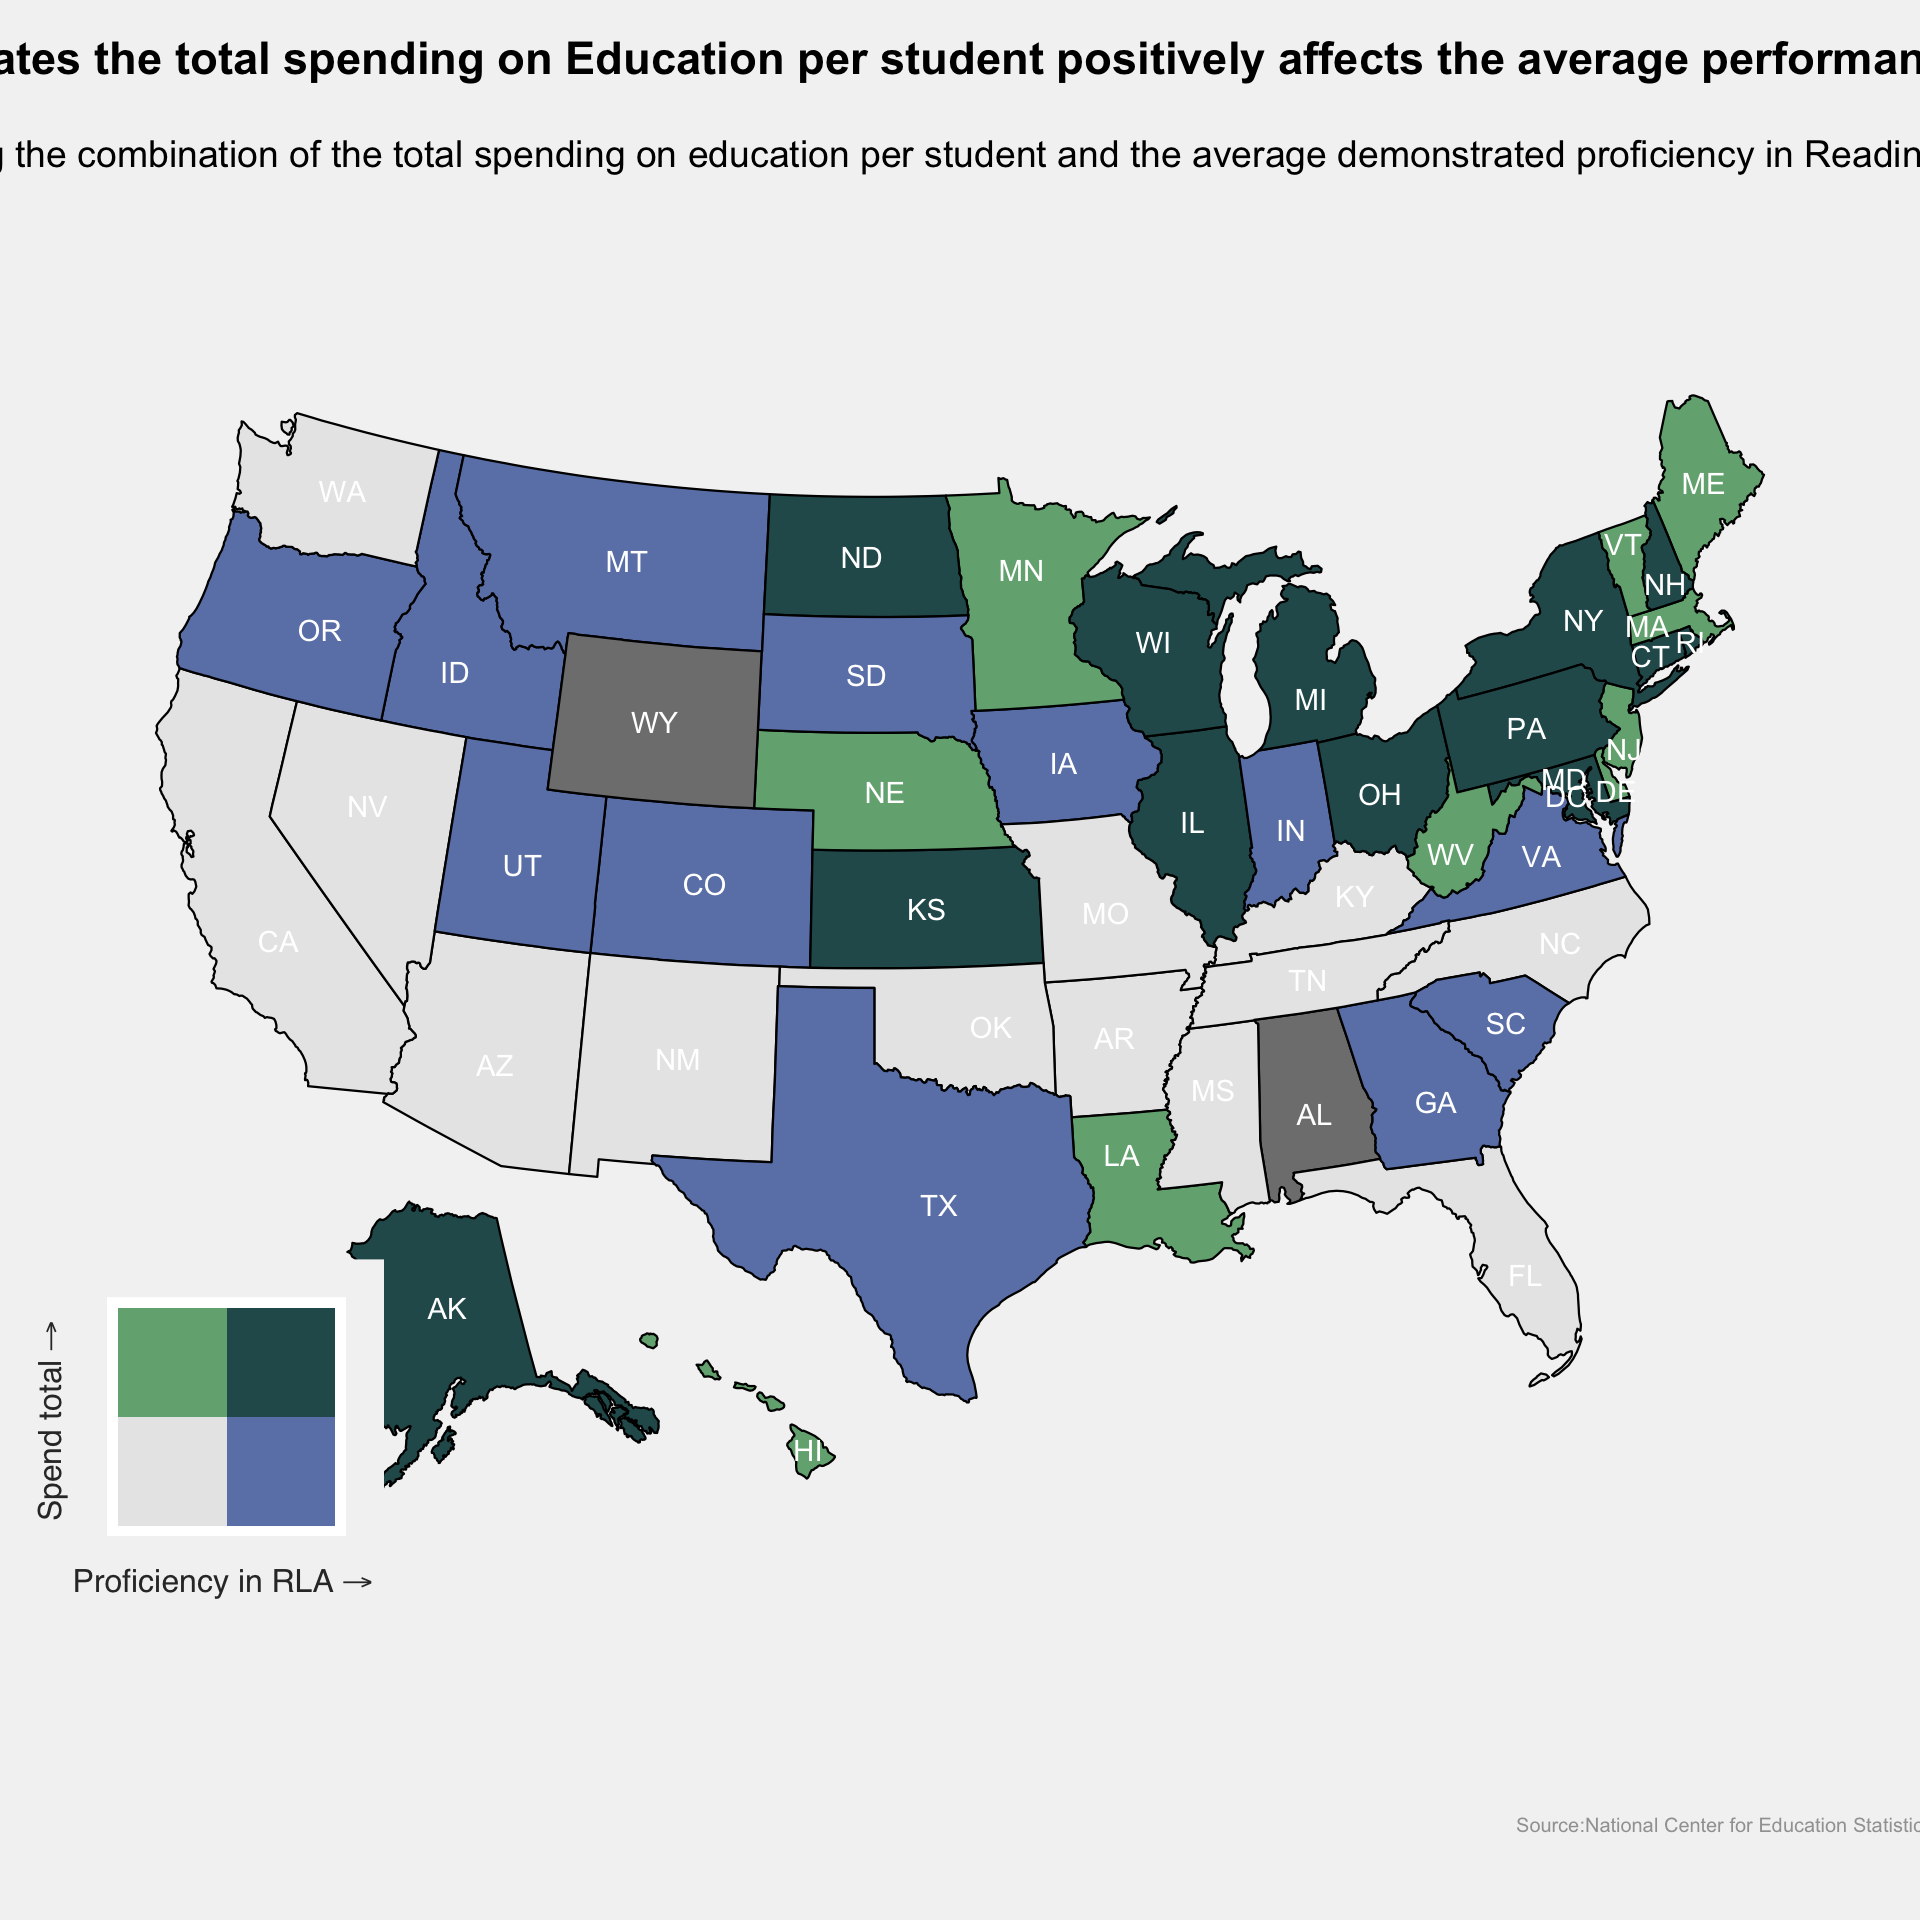 ates the total spending on Education per student positively affects the average performan
g the combination of the total spending on education per student and the average demonstrated proficiency in Readin
ME
WA
VT
ND
MT
MN
NH
NY
OR
MA
WI
RI
CT
ID
SD
MI
WY
PA
NJ
IA
MD
NE
OH
DE
DC
NV
IL
IN
WV
VA
UT
CO
KY
KS
MO
CA
NC
TN
SC
OK
AR
NM
AZ
MS
GA
AL
LA
TX
FL
AK
HI
Spend total →
Proficiency in RLA →
Source:National Center for Education Statistic